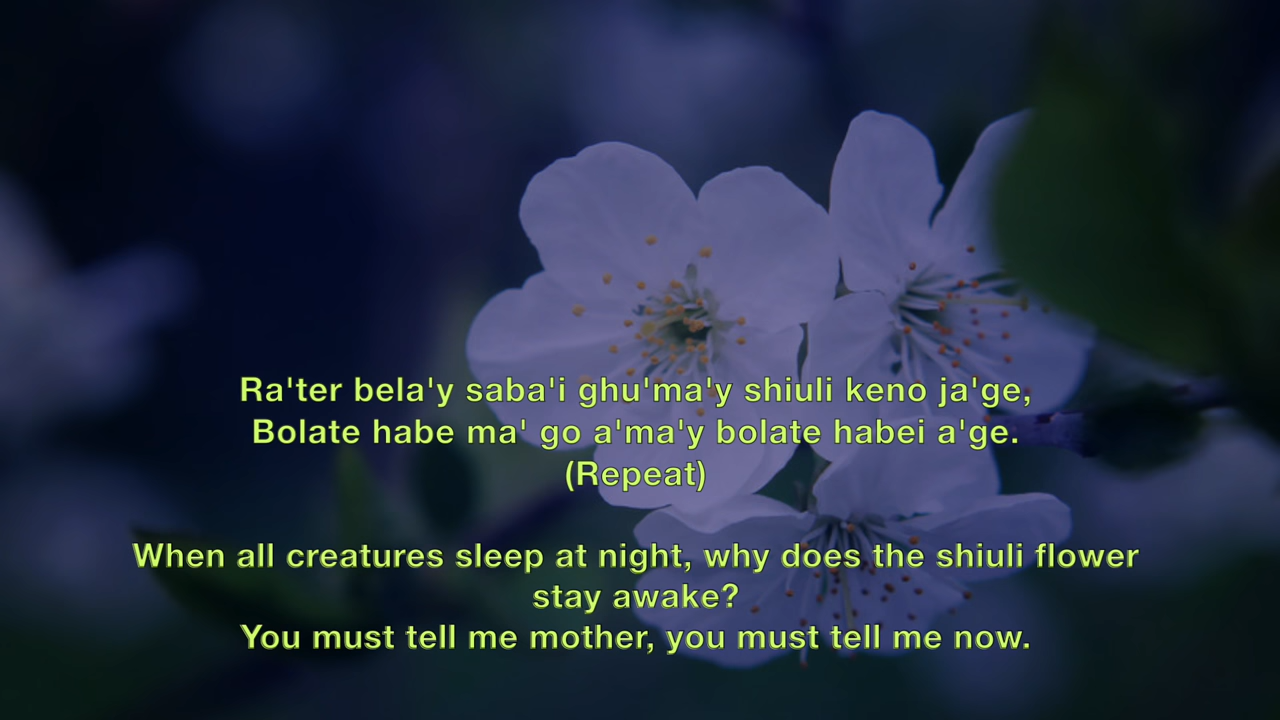 Ra'ter bela'y saba'i ghu'ma'y shiuli keno ja'ge,
Bolate habe ma' go a'ma'y bolate habei a'ge.
(Repeat)
When all creatures sleep at night, why does the shiuli flower
stay awake?
You must tell me mother, you must tell me now.